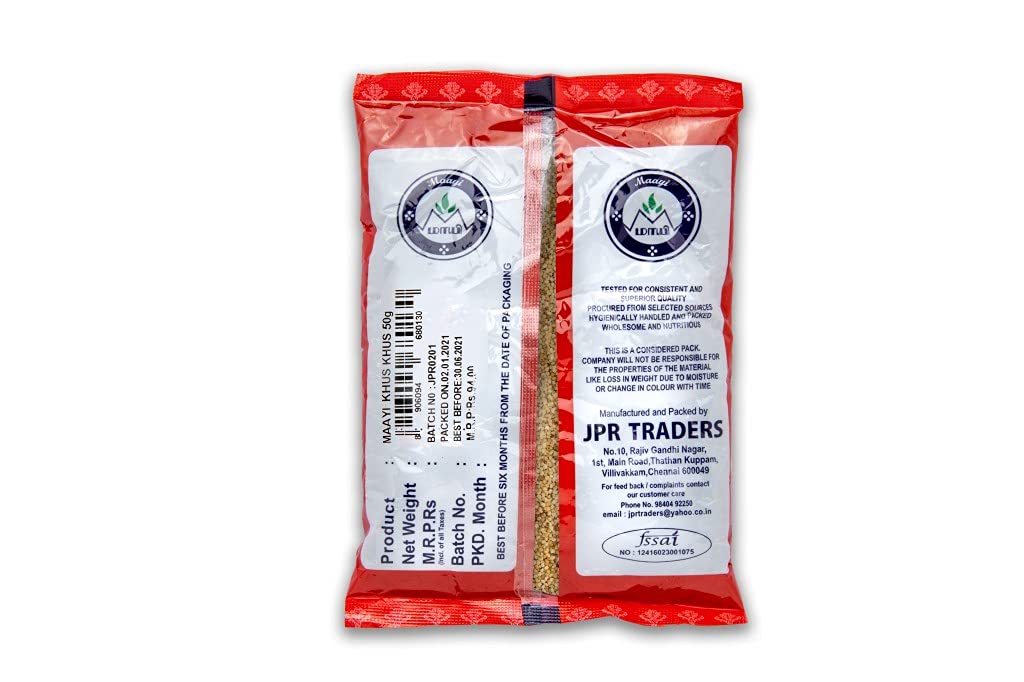 Maayi
மாயி
MAAYI KHUS KHUS 50g
8 906094 680130
BATCH NO :JPR0201
PACKED ON:02.01.2021
BEST BEFORE:30.06.2021
M.R.P:Rs.94.00
Product :
Net Weight :
M.R.P.Rs :
(Incl. of all Taxes)
Batch No. :
PKD. Month :
BEST BEFORE SIX MONTHS FROM THE DATE OF PACKAGING
Maayi
மாயி
TESTED FOR CONSISTENT AND
SUPERIOR QUALITY
PROCURED FROM SELECTED SOURCES
HYGIENICALLY HANDLED AND PACKED
WHOLESOME AND NUTRITIOUS
THIS IS A CONSIDERED PACK.
COMPANY WILL NOT BE RESPONSIBLE FOR
THE PROPERTIES OF THE MATERIAL
LIKE LOSS IN WEIGHT DUE TO MOISTURE
OR CHANGE IN COLOUR WITH TIME
Manufactured and Packed by
JPR TRADERS
No.10, Rajiv Gandhi Nagar,
1st, Main Road,Thathan Kuppam,
Villivakkam,Chennai 600049
For feed back / complaints contact
our customer care
Phone No. 98404 92250
email : jprtraders@yahoo.co.in
fssai
NO : 12416023001075